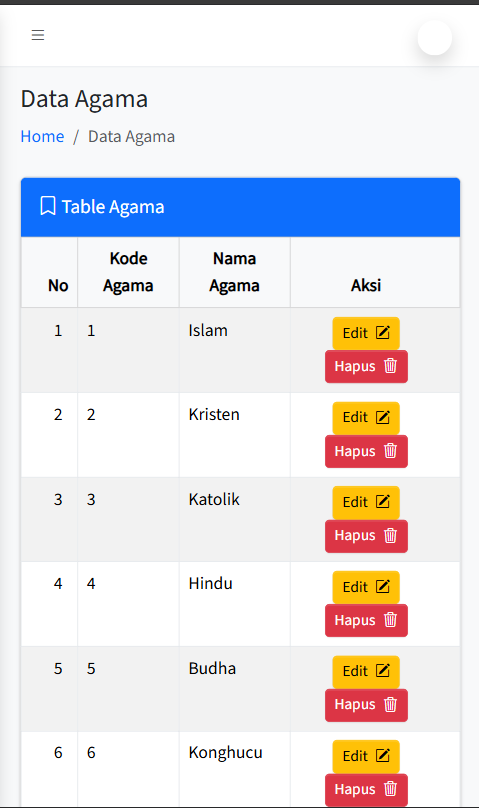 Data Agama
Home / Data Agama
Table Agama
No Kode Agama Nama Agama Aksi
1 1 Islam Edit
Hapus
2 2 Kristen Edit
Hapus
3 3 Katolik Edit
Hapus
4 4 Hindu Edit
Hapus
5 5 Budha Edit
Hapus
6 6 Konghucu Edit
Hapus